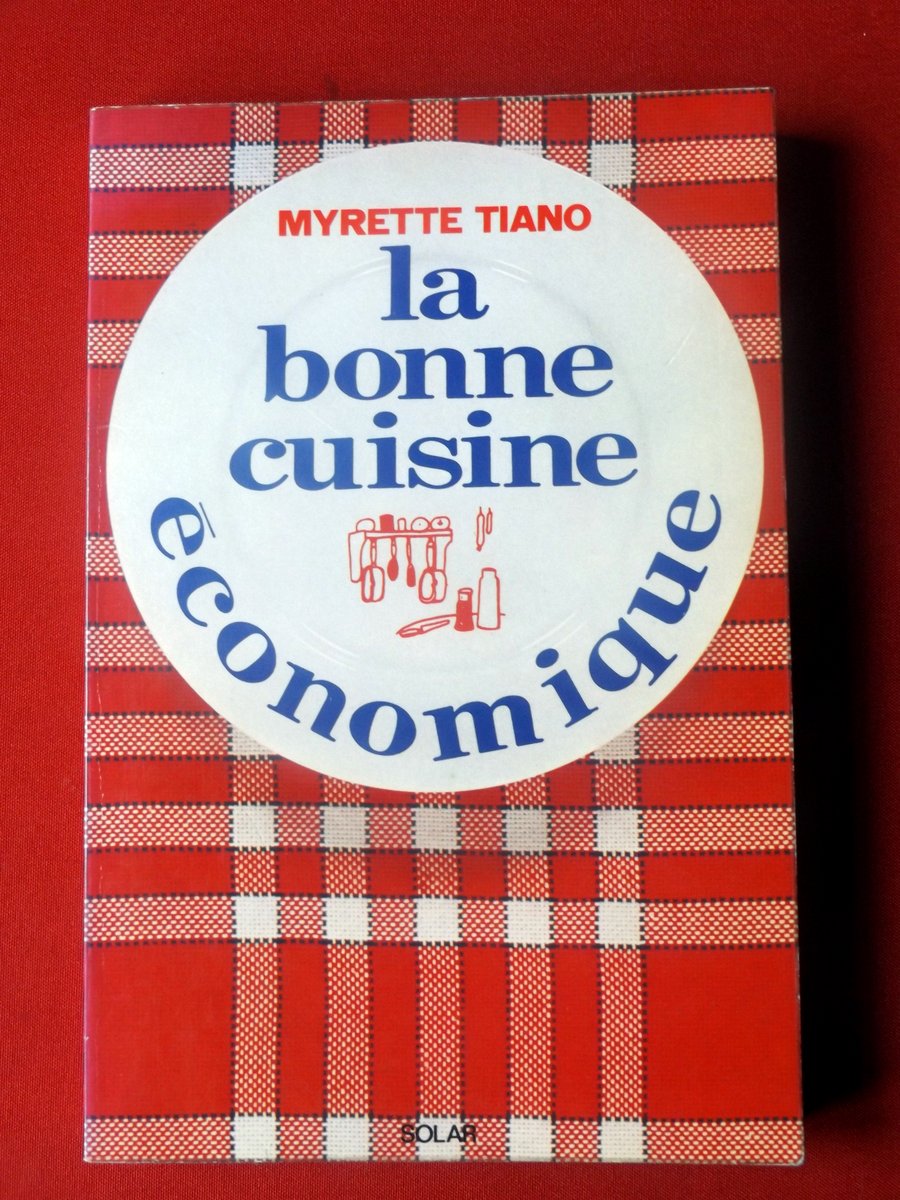 MYRETTE TIANO
la
bonne
cuisine
économique
SOLAR